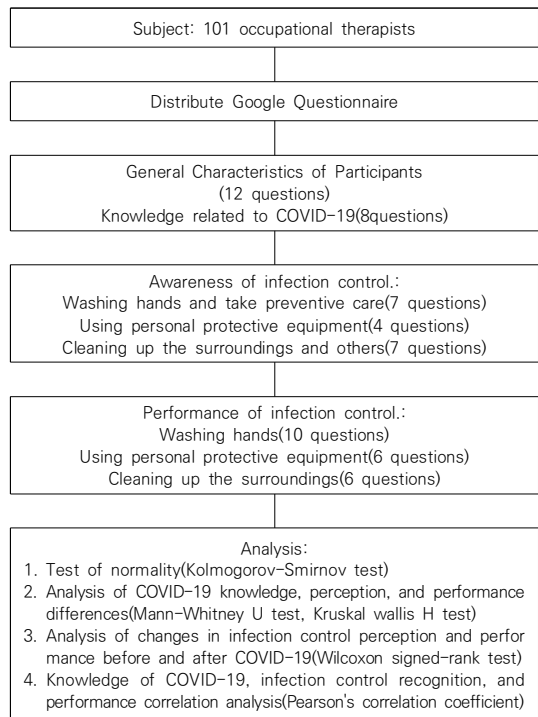 Subject: 101 occupational therapists
Distribute Google Questionnaire
General Characteristics of Participants
(12 questions)
Knowledge related to COVID-19(8questions)
Awareness of infection control.:
Washing hands and take preventive care(7 questions)
Using personal protective equipment(4 questions)
Cleaning up the surroundings and others(7 questions)
Performance of infection control.:
Washing hands(10 questions)
Using personal protective equipment(6 questions)
Cleaning up the surroundings(6 questions)
Analysis:
1. Test of normality(Kolmogorov-Smirnov test)
2. Analysis of COVID-19 knowledge, perception, and performance
differences(Mann-Whitney U test, Kruskal wallis H test)
3. Analysis of changes in infection control perception and perfor
mance before and after COVID-19(Wilcoxon signed-rank test)
4. Knowledge of COVID-19, infection control recognition, and
performance correlation analysis(Pearson's correlation coefficient)